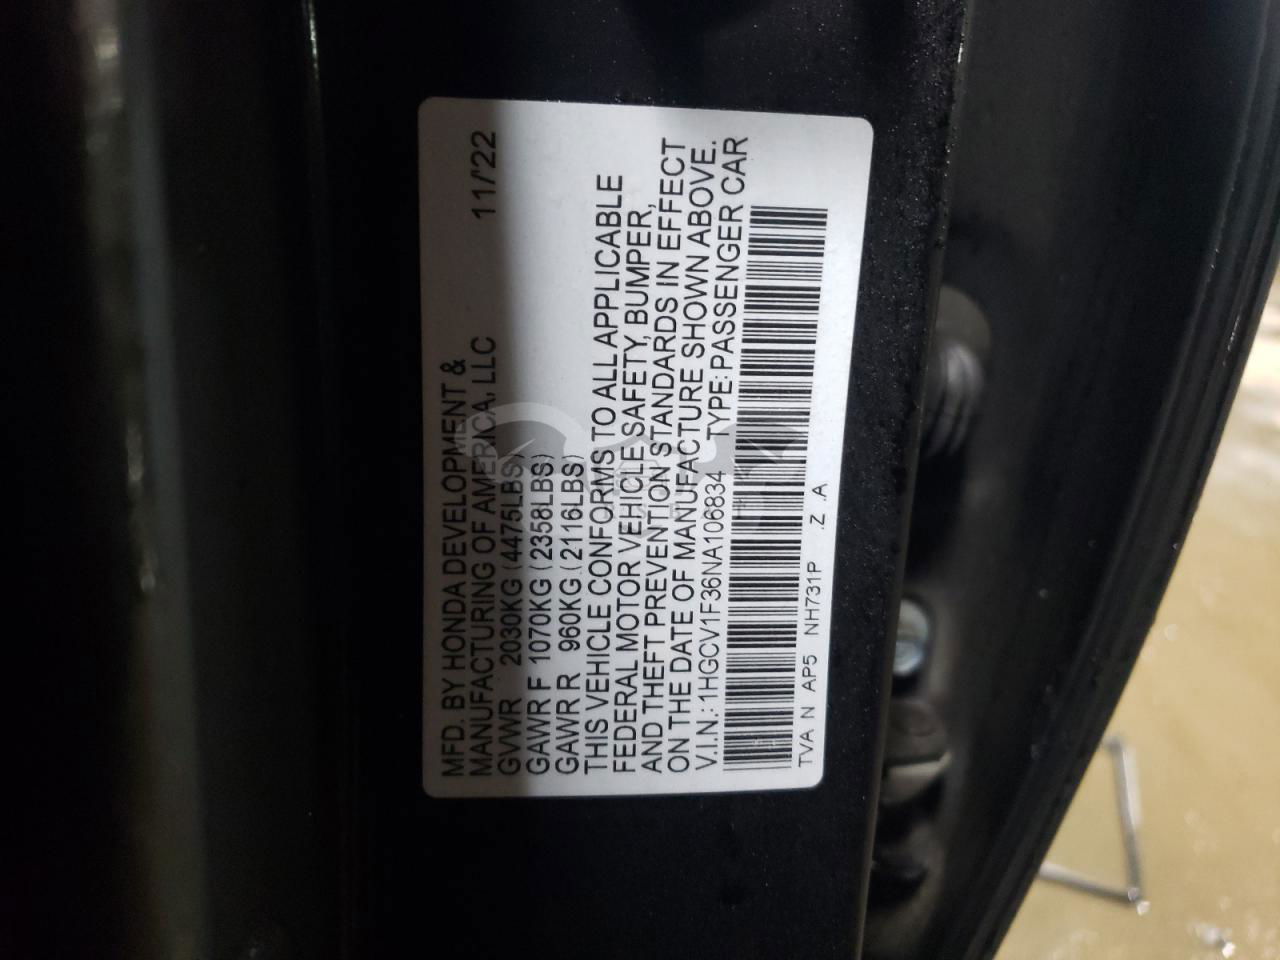 MFD. BY HONDA DEVELOPMENT &
MANUFACTURING OF AMERICA, LLC 11/'22
GVWR 2030KG (4475LBS)
GAWR F 1070KG (2358LBS)
GAWR R 960KG (2116LBS)
THIS VEHICLE CONFORMS TO ALL APPLICABLE
FEDERAL MOTOR VEHICLE SAFETY, BUMPER,
AND THEFT PREVENTION STANDARDS IN EFFECT
ON THE DATE OF MANUFACTURE SHOWN ABOVE.
V.I.N.: 1HGCV1F36NA106834 TYPE: PASSENGER CAR
TVA N AP5 NH731P .Z .A